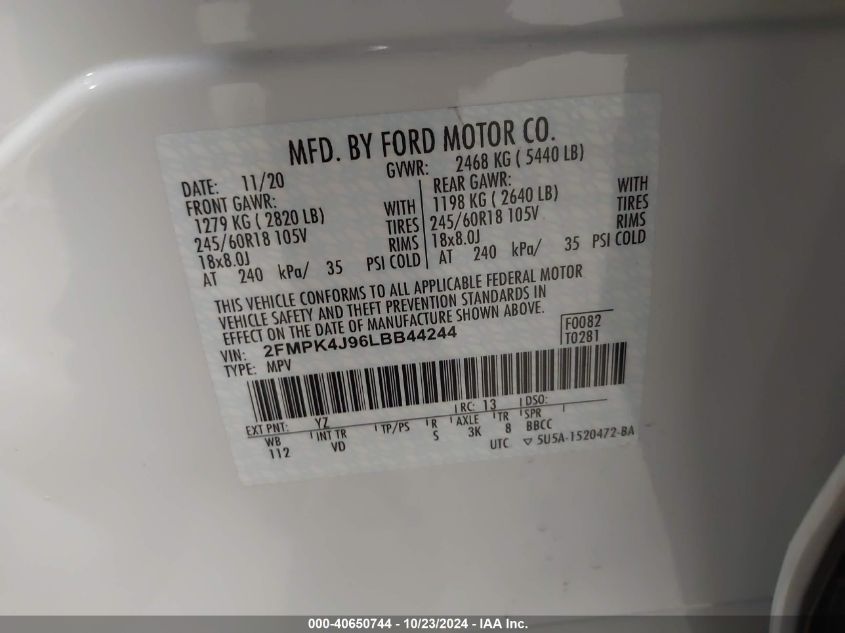 MFD. BY FORD MOTOR CO.
DATE: 11/20 GVWR: 2468 KG ( 5440 LB)
FRONT GAWR: REAR GAWR:
1279 KG ( 2820 LB) WITH 1198 KG ( 2640 LB) WITH
245/60R18 105V TIRES 245/60R18 105V TIRES
18x8.0J RIMS 18x8.0J RIMS
AT 240 kPa/ 35 PSI COLD AT 240 kPa/ 35 PSI COLD
THIS VEHICLE CONFORMS TO ALL APPLICABLE FEDERAL MOTOR
VEHICLE SAFETY AND THEFT PREVENTION STANDARDS IN
EFFECT ON THE DATE OF MANUFACTURE SHOWN ABOVE.
VIN: 2FMPK4J96LBB44244 F0082
TYPE: MPV T0281
EXT PNT: YZ RC: 13 DSO:
WB INT TR TP/PS R AXLE TR SPR
112 VD S 3K 8 BBCC
UTC 5U5A-1520472-BA
000-40650744 - 10/23/2024 - IAA Inc.